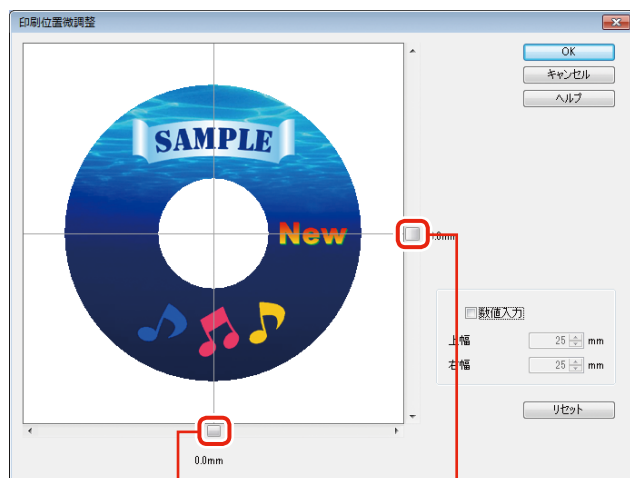 印刷位置微調整
OK
キャンセル
ヘルプ
SAMPLE
New
数値入力
上幅 25 mm
右幅 25 mm
リセット
0.0mm